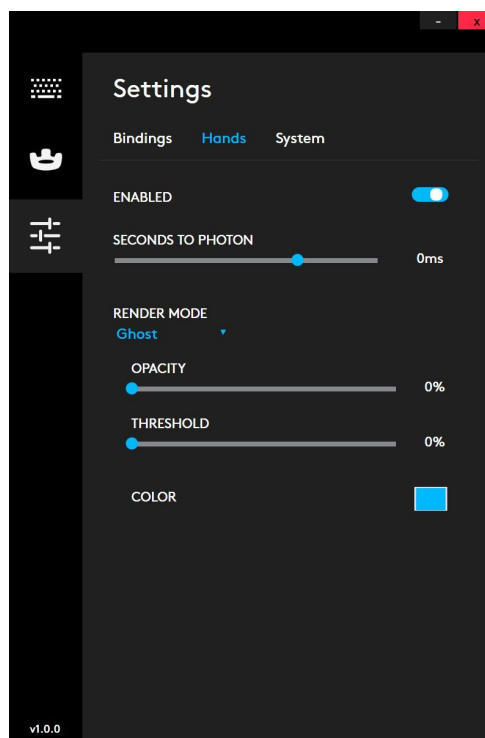 - x
Settings
Bindings Hands System
ENABLED
SECONDS TO PHOTON
0ms
RENDER MODE
Ghost
OPACITY
0%
THRESHOLD
0%
COLOR
v1.0.0